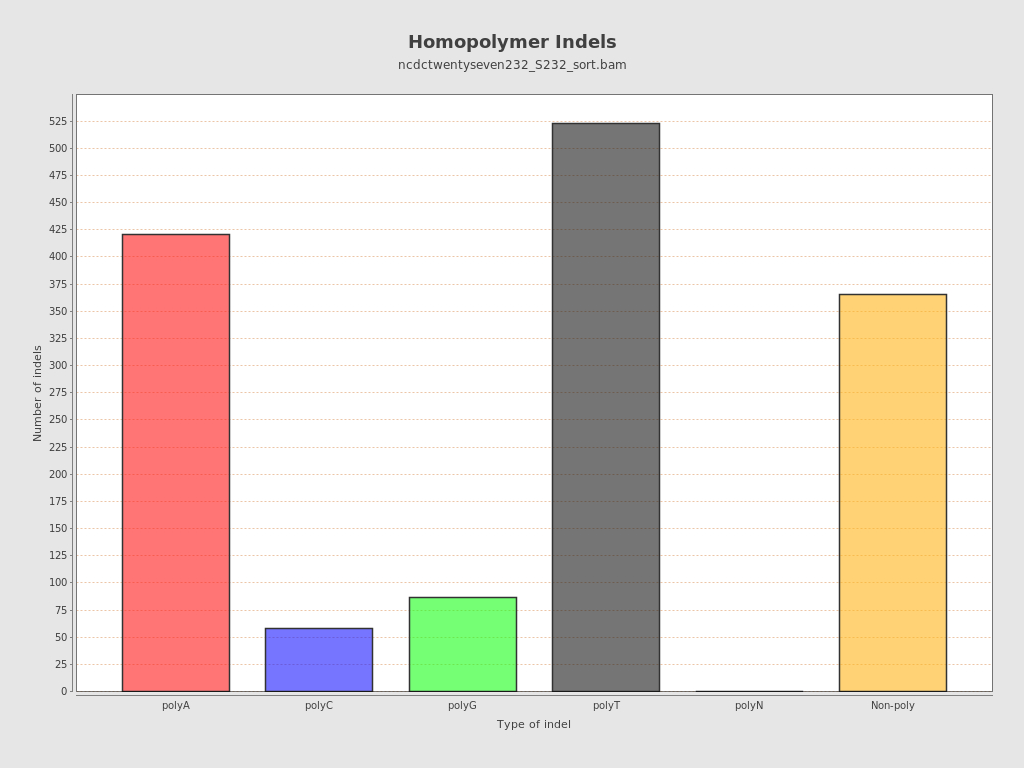 Homopolymer Indels
ncdctwentyseven232_S232_sort.bam
Number of indels
525
500
475
450
425
400
375
350
325
300
275
250
225
200
175
150
125
100
75
50
25
0
polyA
polyC
polyG
polyT
polyN
Non-poly
Type of indel